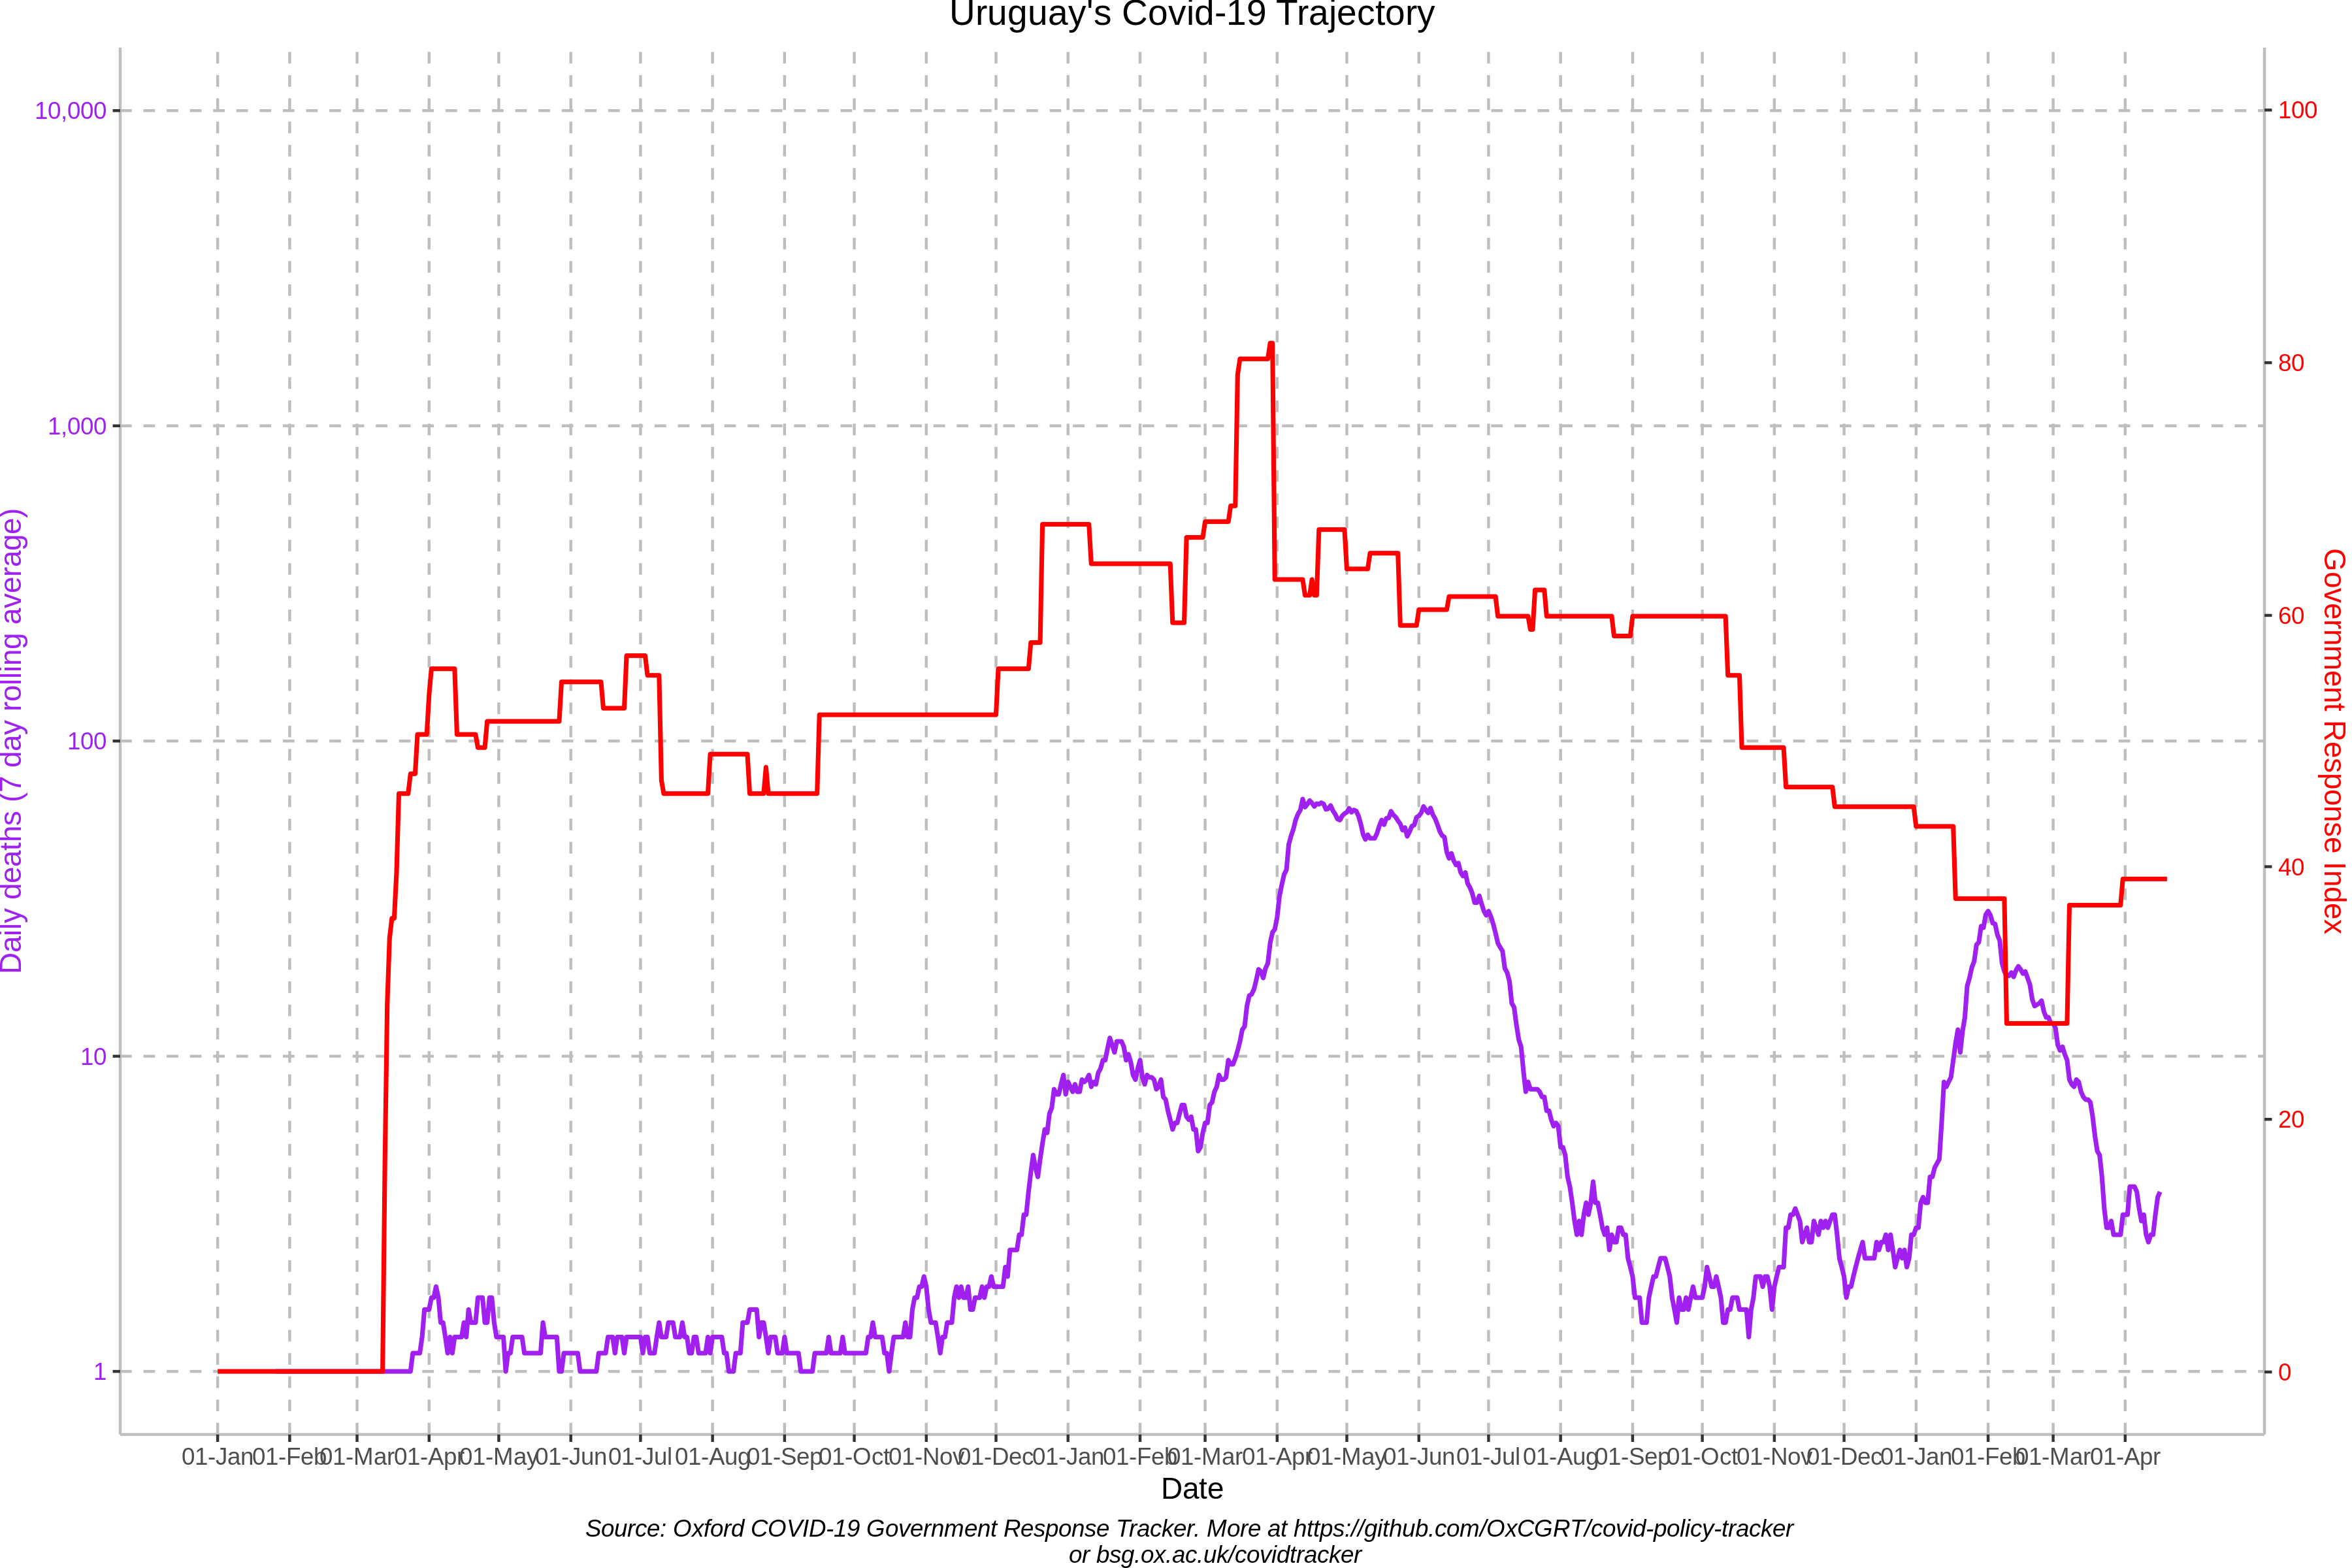 Uruguay's Covid-19 Trajectory
10,000
1,000
100
10
1
Daily deaths (7 day rolling average)
100
80
60
40
20
0
Government Response Index
01-Jan 01-Feb 01-Mar 01-Apr 01-May 01-Jun 01-Jul 01-Aug 01-Sep 01-Oct 01-Nov 01-Dec 01-Jan 01-Feb 01-Mar 01-Apr 01-May 01-Jun 01-Jul 01-Aug 01-Sep 01-Oct 01-Nov 01-Dec 01-Jan 01-Feb 01-Mar 01-Apr
Date
Source: Oxford COVID-19 Government Response Tracker. More at https://github.com/OxCGRT/covid-policy-tracker
or bsg.ox.ac.uk/covidtracker